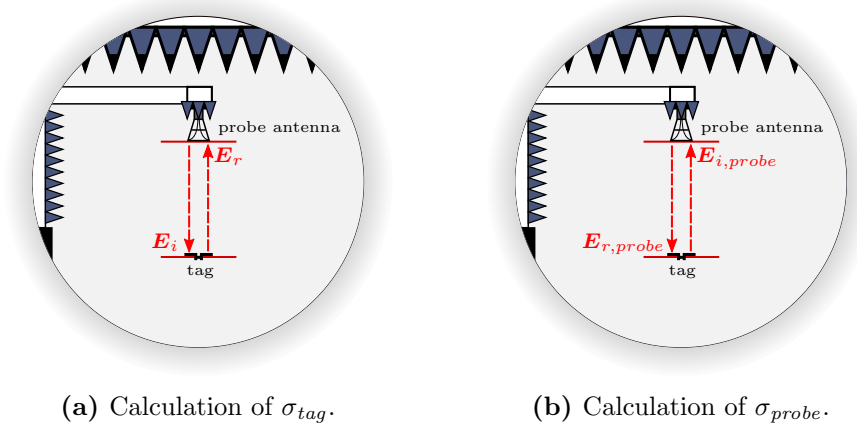 probe antenna
E_r
E_i
tag
(a) Calculation of σ_{tag}.
probe antenna
E_{i,probe}
E_{r,probe}
tag
(b) Calculation of σ_{probe}.